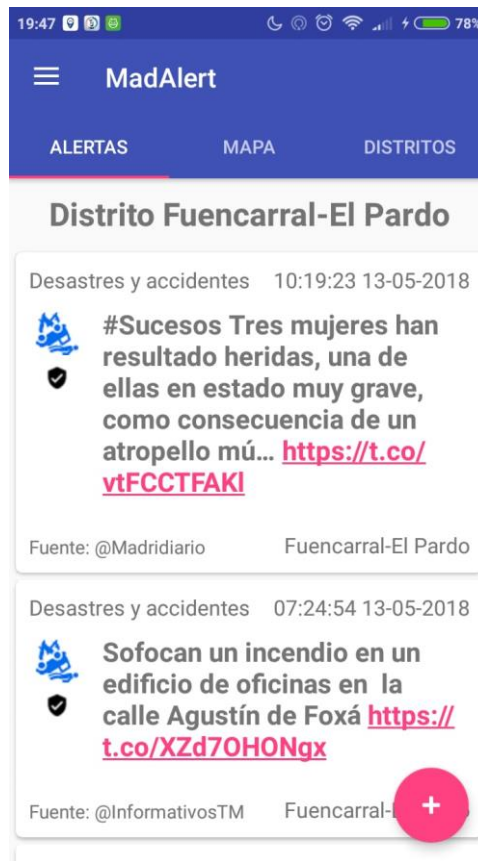 19:47 78%
MadAlert
ALERTAS MAPA DISTRITOS
Distrito Fuencarral-El Pardo
Desastres y accidentes 10:19:23 13-05-2018
#Sucesos Tres mujeres han
resultado heridas, una de
ellas en estado muy grave,
como consecuencia de un
atropello mú... https://t.co/
vtFCCTFAKl
Fuente: @Madridiario Fuencarral-El Pardo
Desastres y accidentes 07:24:54 13-05-2018
Sofocan un incendio en un
edificio de oficinas en la
calle Agustín de Foxá https://
t.co/XZd7OHONgx
Fuente: @InformativosTM Fuencarral-
+